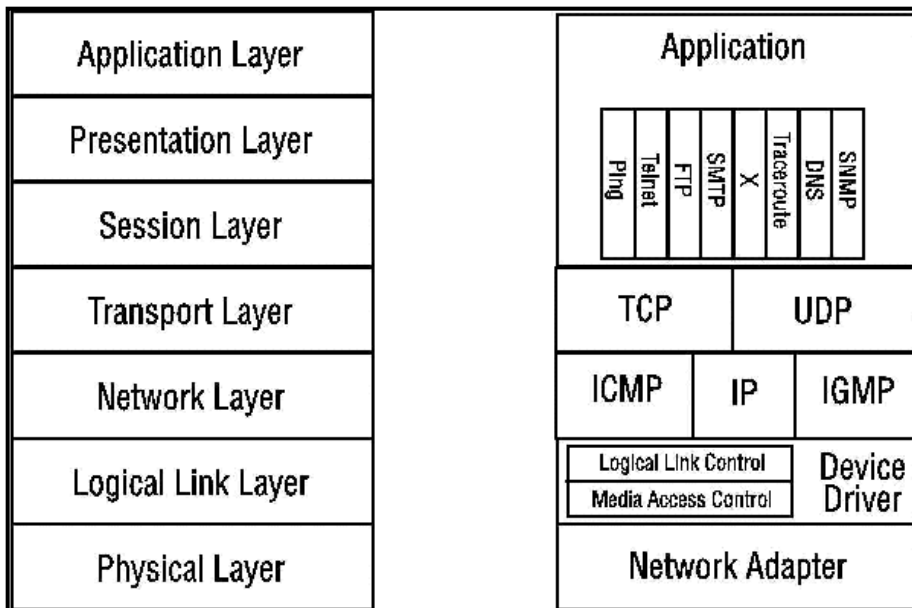 Application Layer
Presentation Layer
Session Layer
Transport Layer
Network Layer
Logical Link Layer
Physical Layer
Application
Ping
Telnet
FTP
SMTP
X
Traceroute
DNS
SNMP
TCP
UDP
ICMP
IP
IGMP
Logical Link Control
Media Access Control
Device
Driver
Network Adapter